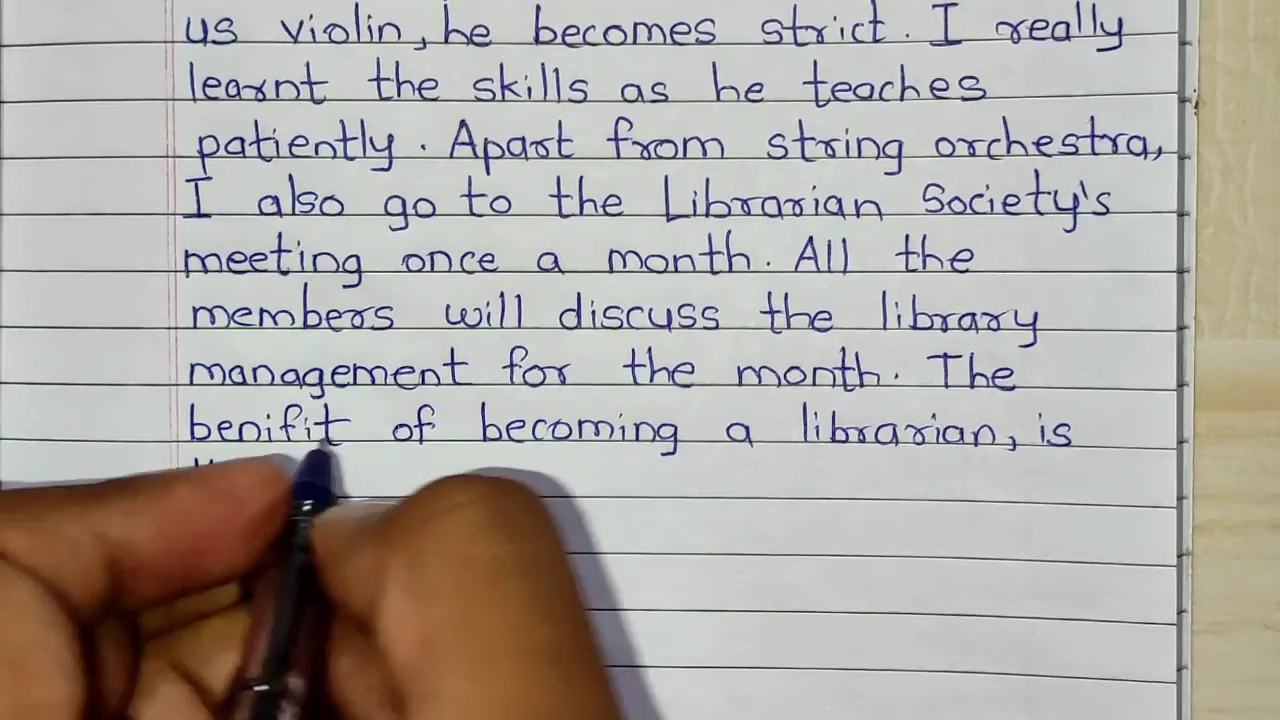 us violin, he becomes strict. I really
learnt the skills as he teaches
patiently. Apart from string orchestra,
I also go to the Librarian Society's
meeting once a month. All the
members will discuss the library
management for the month. The
benifit of becoming a librarian, is